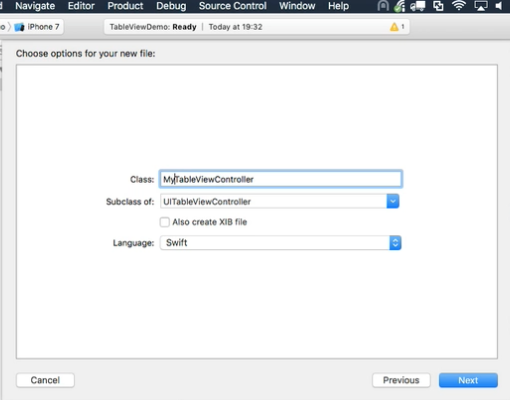 Navigate Editor Product Debug Source Control Window Help
iPhone 7 TableViewDemo: Ready | Today at 19:32 1
Choose options for your new file:
Class: MyTableViewController
Subclass of: UITableViewController
Also create XIB file
Language: Swift
Cancel Previous Next